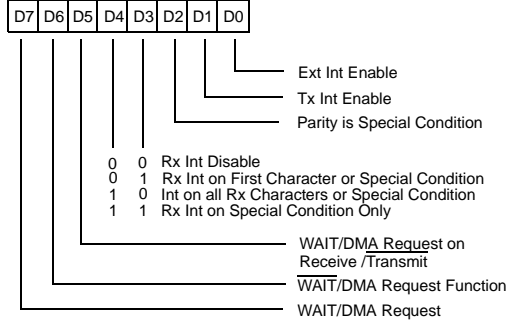 D7 D6 D5 D4 D3 D2 D1 D0
Ext Int Enable
Tx Int Enable
Parity is Special Condition
0 0 Rx Int Disable
0 1 Rx Int on First Character or Special Condition
1 0 Int on all Rx Characters or Special Condition
1 1 Rx Int on Special Condition Only
WAIT/DMA Request on
Receive /Transmit
WAIT/DMA Request Function
WAIT/DMA Request